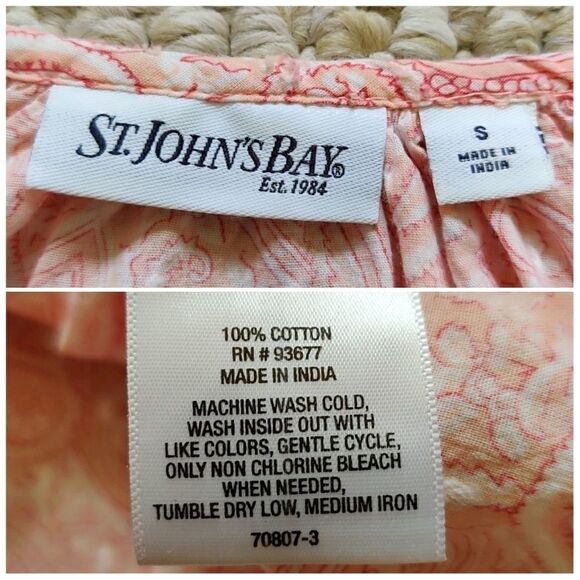 ST. JOHN'S BAY®
Est. 1984
S
MADE IN
INDIA
100% COTTON
RN # 93677
MADE IN INDIA
MACHINE WASH COLD,
WASH INSIDE OUT WITH
LIKE COLORS, GENTLE CYCLE,
ONLY NON CHLORINE BLEACH
WHEN NEEDED,
TUMBLE DRY LOW, MEDIUM IRON
70807-3